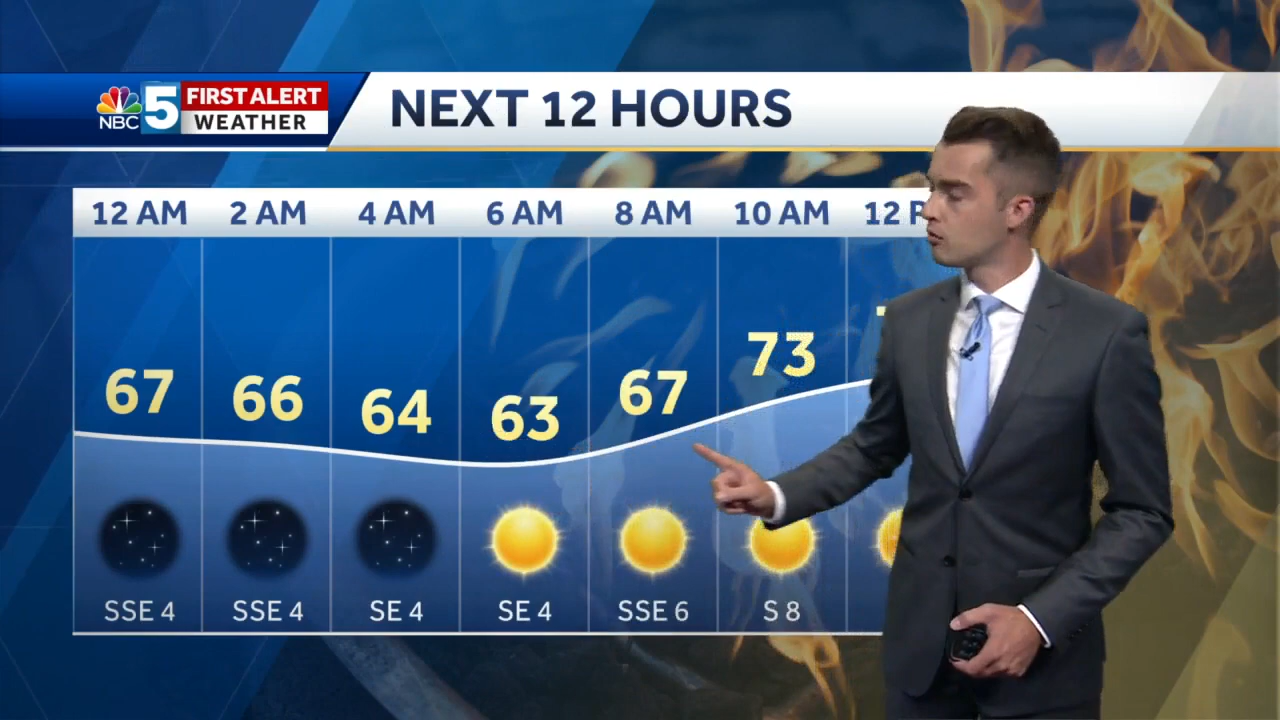 NBC 5 FIRST ALERT
WEATHER
NEXT 12 HOURS
12 AM 2 AM 4 AM 6 AM 8 AM 10 AM 12
67 66 64 63 67 73
SSE 4 SSE 4 SE 4 SE 4 SSE 6 S 8